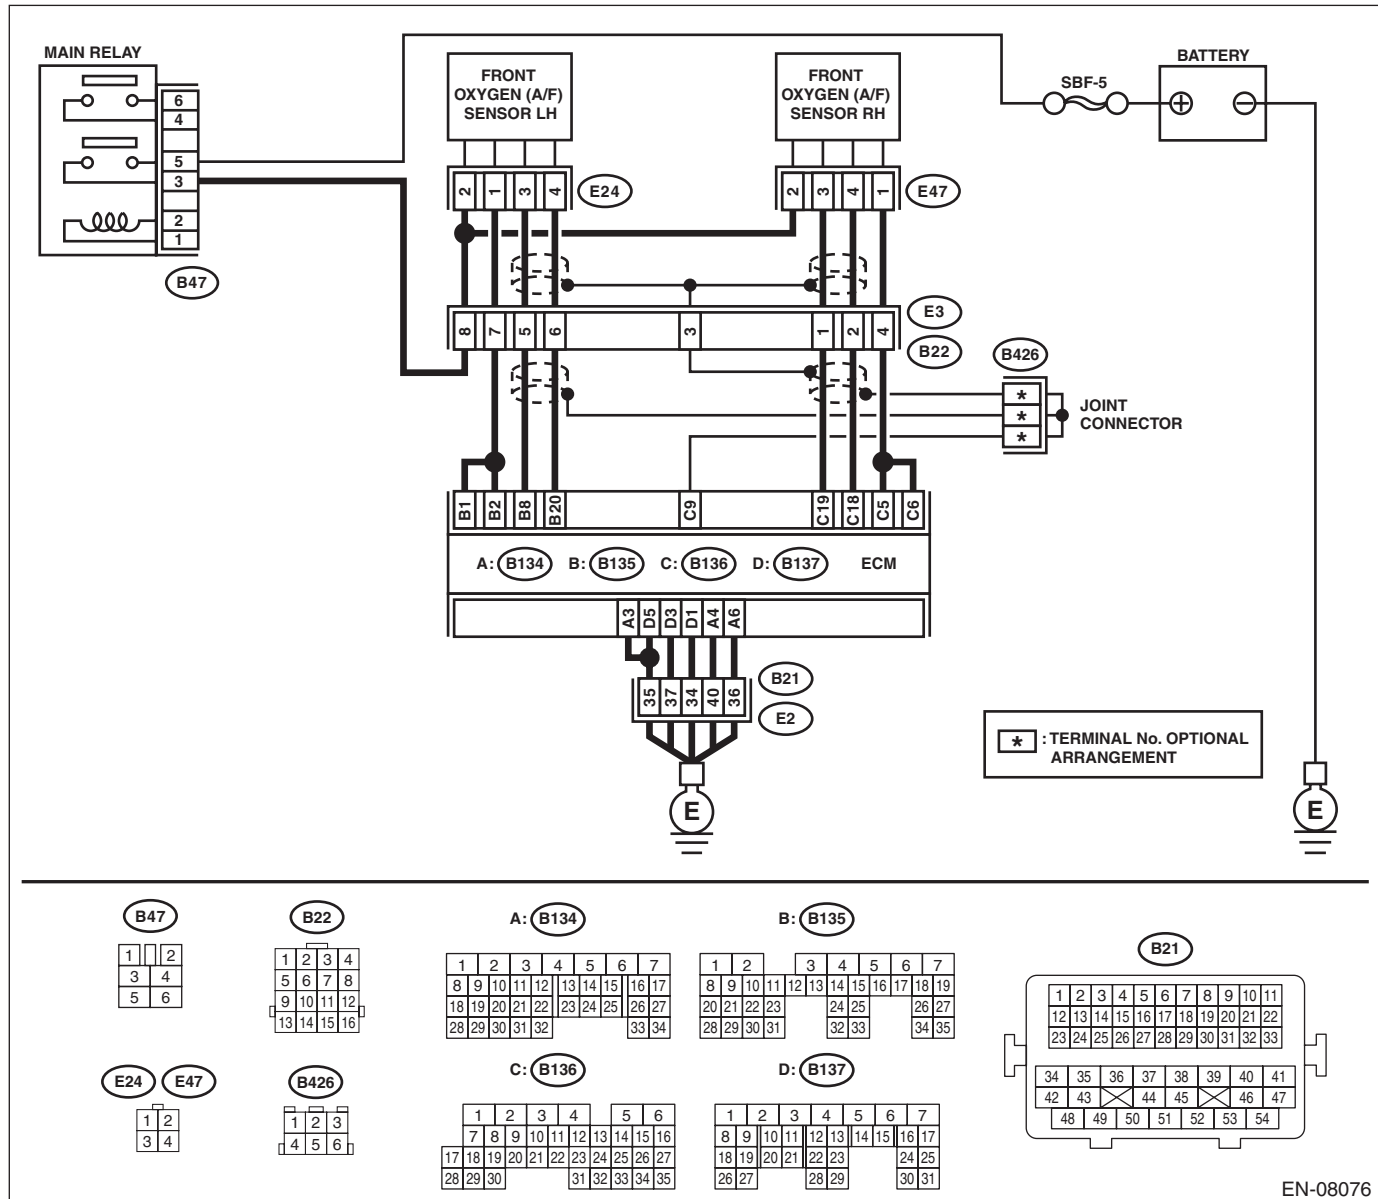 MAIN RELAY
6
4
5
3
2
1
B47
FRONT
OXYGEN (A/F)
SENSOR LH
2 1 3 4
E24
FRONT
OXYGEN (A/F)
SENSOR RH
2 3 4 1
E47
SBF-5
BATTERY
+ −
E3
8 7 5 6 3 1 2 4
B22
B426
*
*
*
JOINT
CONNECTOR
B1 B2 B8 B20 C9 C19 C18 C5 C6
A: B134 B: B135 C: B136 D: B137 ECM
A3 D5 D3 D1 A4 A6
B21
35 37 34 40 36
E2
E
* : TERMINAL No. OPTIONAL
ARRANGEMENT
E
B47
1 2
3 4
5 6
B22
1 2 3 4
5 6 7 8
9 10 11 12
13 14 15 16
A: B134
1 2 3 4 5 6 7
8 9 10 11 12 13 14 15 16 17
18 19 20 21 22 23 24 25 26 27
28 29 30 31 32 33 34
B: B135
1 2 3 4 5 6 7
8 9 10 11 12 13 14 15 16 17 18 19
20 21 22 23 24 25 26 27
28 29 30 31 32 33 34 35
B21
1 2 3 4 5 6 7 8 9 10 11
12 13 14 15 16 17 18 19 20 21 22
23 24 25 26 27 28 29 30 31 32 33
34 35 36 37 38 39 40 41
42 43 44 45 46 47
48 49 50 51 52 53 54
E24 E47
1 2
3 4
B426
1 2 3
4 5 6
C: B136
1 2 3 4 5 6
7 8 9 10 11 12 13 14 15 16
17 18 19 20 21 22 23 24 25 26 27
28 29 30 31 32 33 34 35
D: B137
1 2 3 4 5 6 7
8 9 10 11 12 13 14 15 16 17
18 19 20 21 22 23 24 25
26 27 28 29 30 31
EN-08076